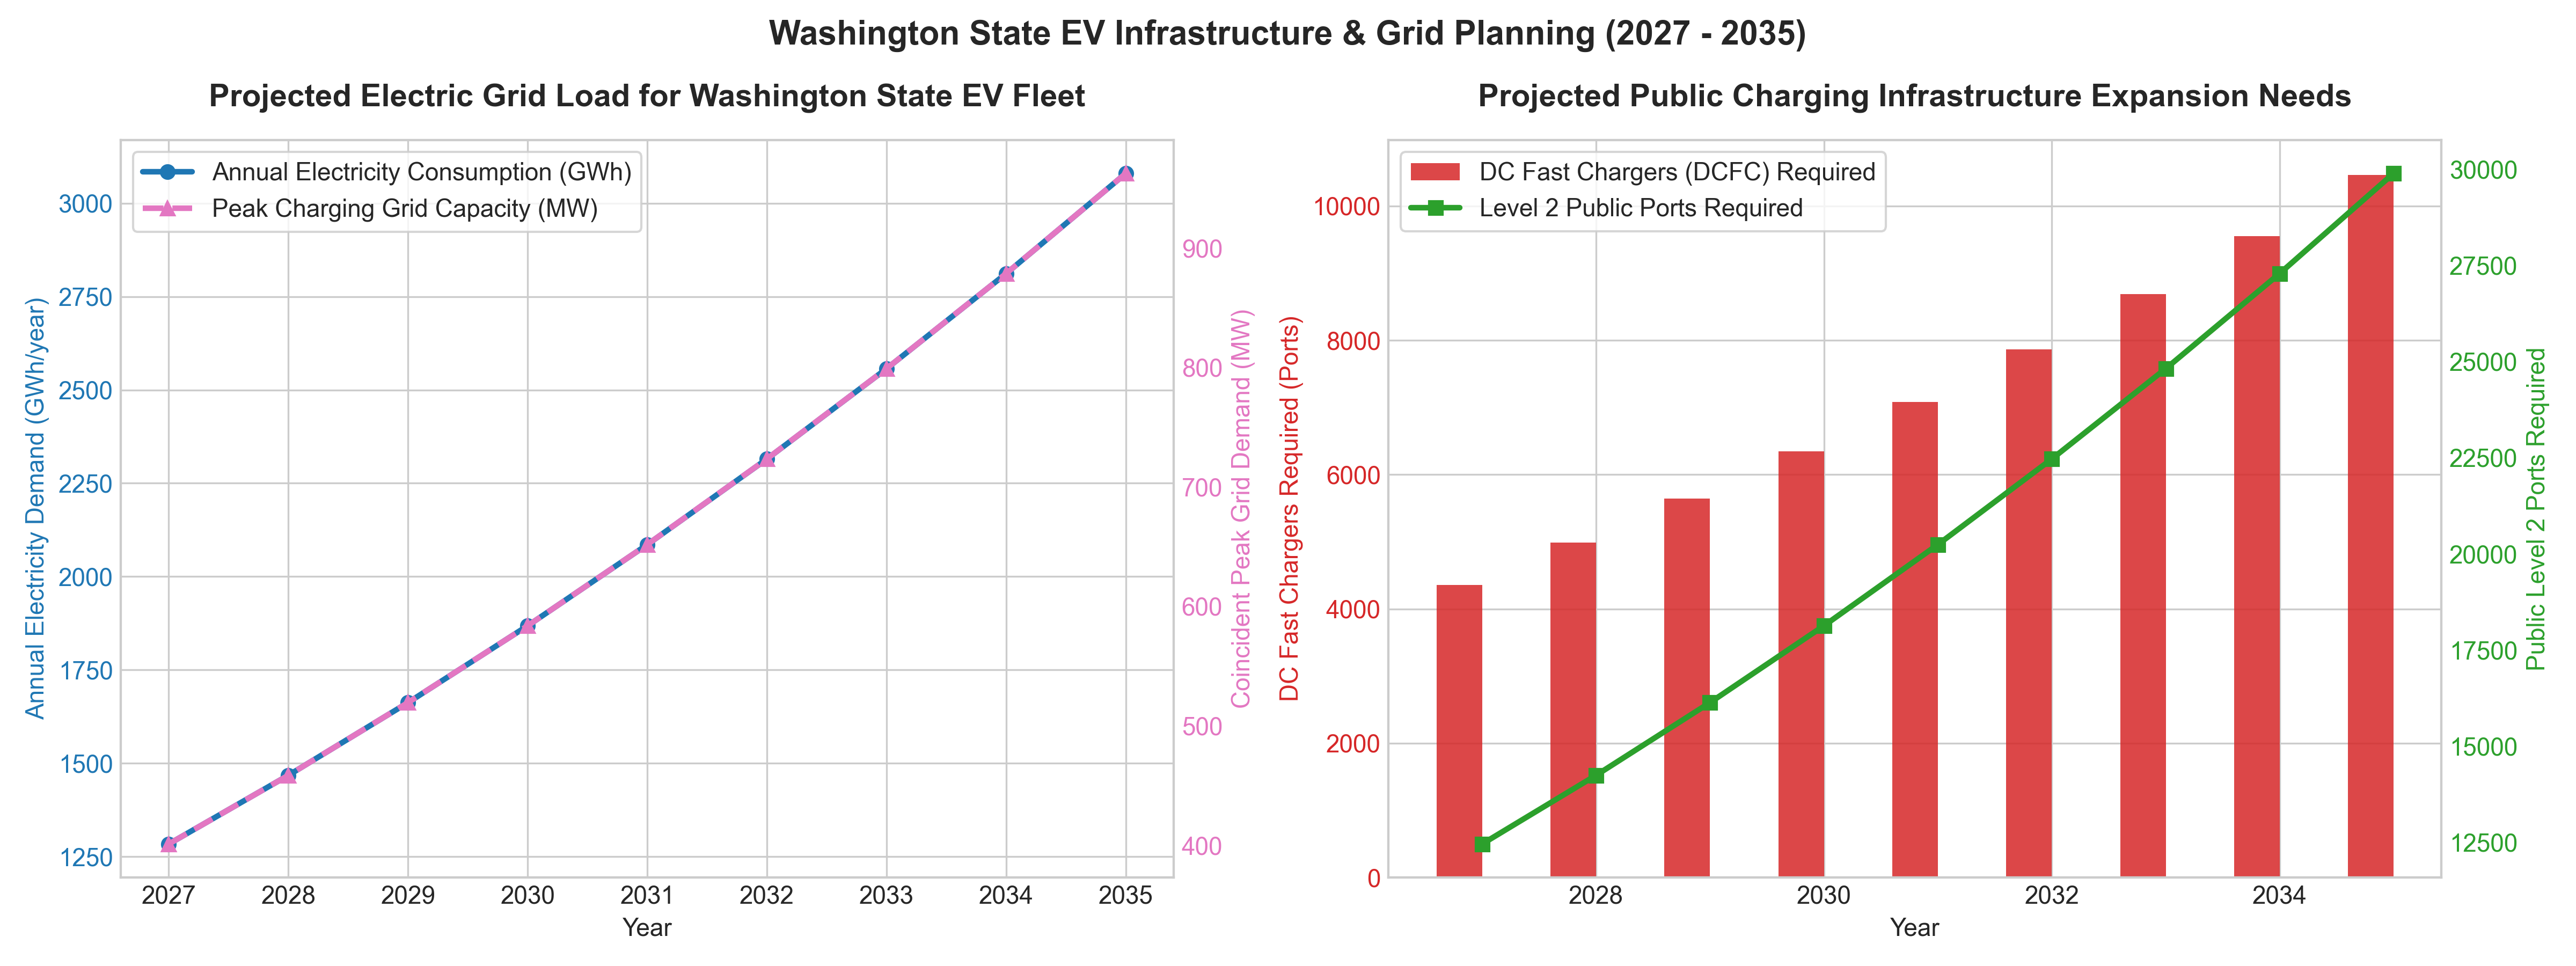 Washington State EV Infrastructure & Grid Planning (2027 - 2035)
Projected Electric Grid Load for Washington State EV Fleet
Annual Electricity Consumption (GWh)
Peak Charging Grid Capacity (MW)
Annual Electricity Demand (GWh/year)
3000
2750
2500
2250
2000
1750
1500
1250
900
800
700
600
500
400
Coincident Peak Grid Demand (MW)
2027 2028 2029 2030 2031 2032 2033 2034 2035
Year
Projected Public Charging Infrastructure Expansion Needs
DC Fast Chargers (DCFC) Required
Level 2 Public Ports Required
DC Fast Chargers Required (Ports)
10000
8000
6000
4000
2000
0
30000
27500
25000
22500
20000
17500
15000
12500
Public Level 2 Ports Required
2028 2030 2032 2034
Year